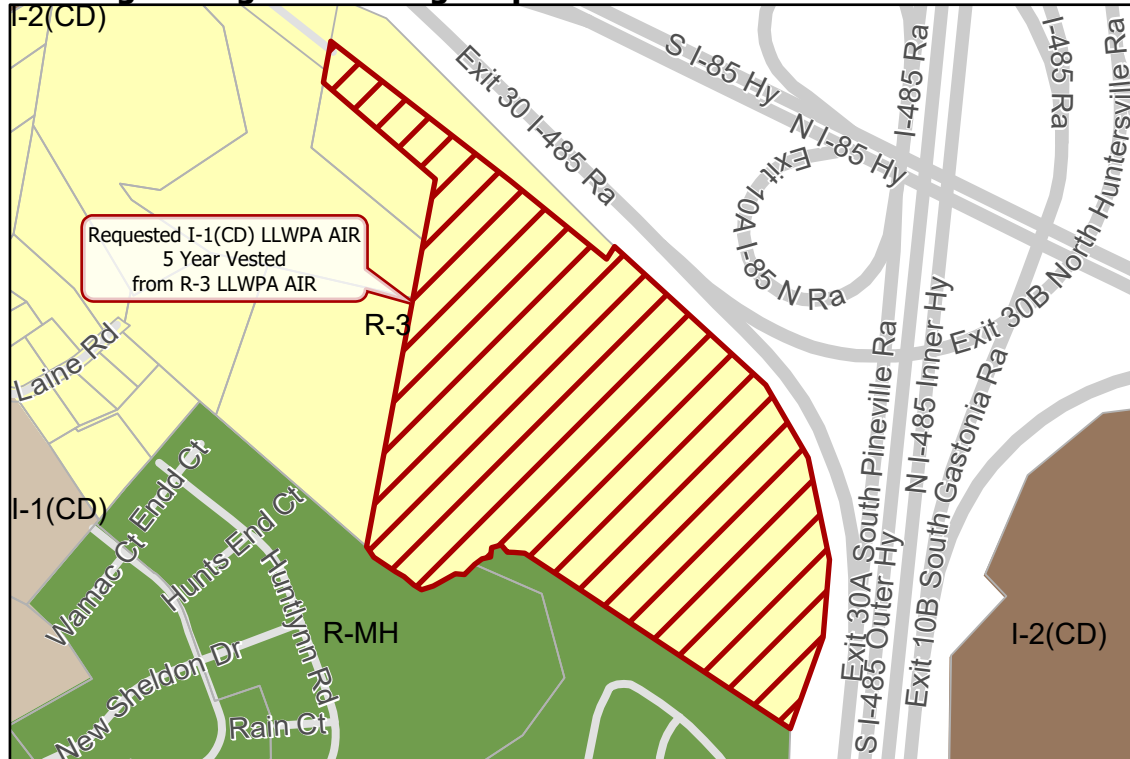 I-2(CD)
S I-85 Hy
N I-85 Hy
Exit 30 I-485 Ra
I-485 Ra
I-485 Ra
Exit 30B North Huntersville Ra
Exit 10A I-85 N Ra
Requested I-1(CD) LLWPA AIR
5 Year Vested
from R-3 LLWPA AIR
R-3
Laine Rd
I-1(CD)
Wamac Ct Endd Ct
Hunts End Ct
Huntlynn Rd
New Sheldon Dr
Rain Ct
R-MH
Exit 30A South Pineville Ra
S I-485 Outer Hy
N I-485 Inner Hy
Exit 10B South Gastonia Ra
I-2(CD)